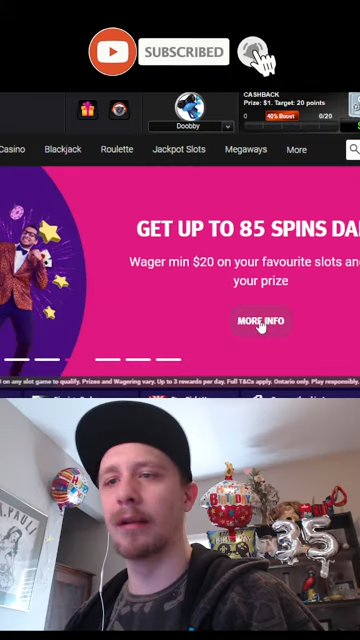 SUBSCRIBED
CASHBACK
Prize: $1. Target: 20 points
0 40% Boost 0/20
Doobby
Casino Blackjack Roulette Jackpot Slots Megaways More
GET UP TO 85 SPINS DA
Wager min $20 on your favourite slots and
your prize
MORE INFO
0 on any slot game to qualify. Prizes and Wagering vary. Up to 3 rewards per day. Full T&Cs apply. Ontario only. Play responsibly.
35